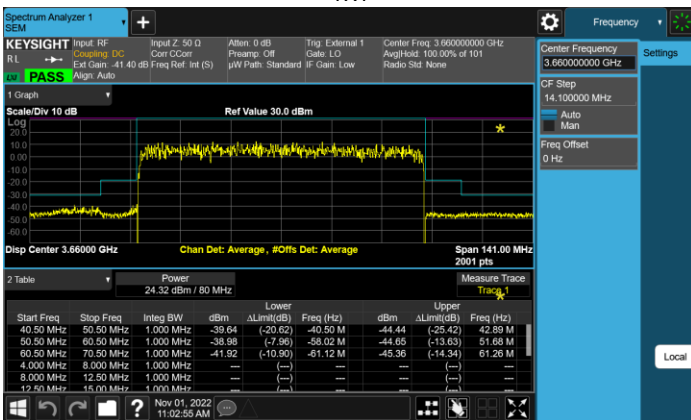 Spectrum Analyzer 1
SEM
Frequency
KEYSIGHT Input: RF Input Z: 50 Ω Atten: 0 dB Trig: External 1 Center Freq: 3.660000000 GHz
RL Coupling: DC Corr CCorr Preamp: Off Gate: LO Avg|Hold: 100.00% of 101
Ext Gain: -41.40 dB Freq Ref: Int (S) µW Path: Standard IF Gain: Low Radio Std: None
PASS Align: Auto
1 Graph
Scale/Div 10 dB Ref Value 30.0 dBm
Log
20.0
10.0
0.00
-10.0
-20.0
-30.0
-40.0
-50.0
-60.0
Disp Center 3.66000 GHz Chan Det: Average , #Offs Det: Average Span 141.00 MHz
2001 pts
2 Table Power Measure Trace
24.32 dBm / 80 MHz Trace 1
Lower Upper
Start Freq Stop Freq Integ BW dBm ΔLimit(dB) Freq (Hz) dBm ΔLimit(dB) Freq (Hz)
40.50 MHz 50.50 MHz 1.000 MHz -39.64 (-20.62) -40.50 M -44.44 (-25.42) 42.89 M
50.50 MHz 60.50 MHz 1.000 MHz -38.98 (-7.96) -58.02 M -44.65 (-13.63) 51.68 M
60.50 MHz 70.50 MHz 1.000 MHz -41.92 (-10.90) -61.12 M -45.36 (-14.34) 61.26 M
4.000 MHz 8.000 MHz 1.000 MHz --- (---) --- --- (---) ---
8.000 MHz 12.50 MHz 1.000 MHz --- (---) --- --- (---) ---
12.50 MHz 15.00 MHz 1.000 MHz --- (---) --- --- (---) ---
Nov 01, 2022
11:02:55 AM
Center Frequency
3.660000000 GHz
Settings
CF Step
14.100000 MHz
Auto
Man
Freq Offset
0 Hz
Local